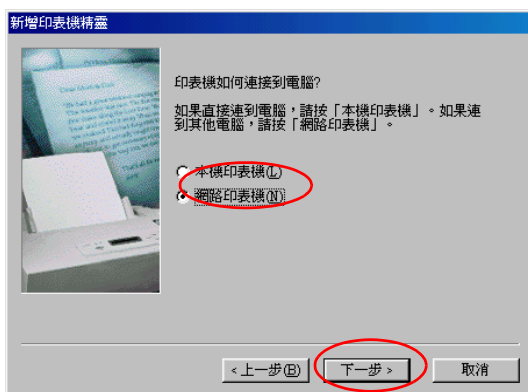 新增印表機精靈
印表機如何連接到電腦?
如果直接連到電腦，請按「本機印表機」。如果連
到其他電腦，請按「網路印表機」。
本機印表機(L)
網路印表機(N)
<上一步(B)
下一步 >
取消